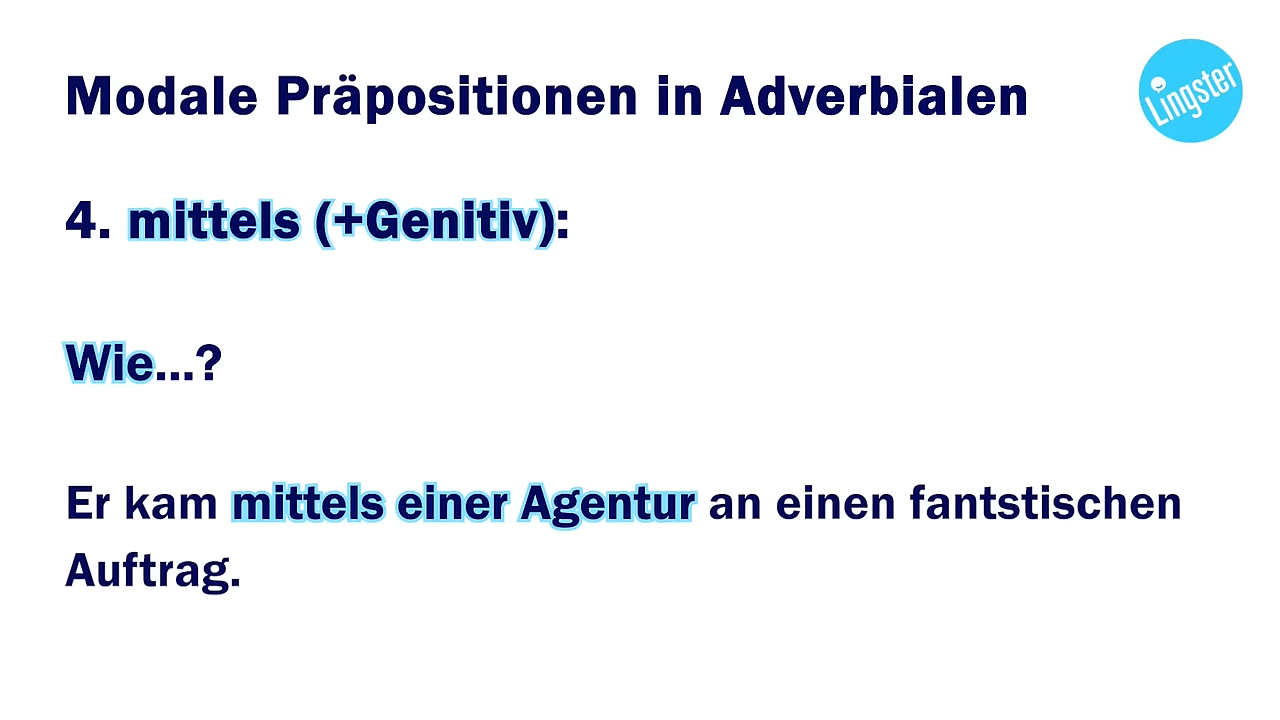 Modale Präpositionen in Adverbialen
Lingster
4. mittels (+Genitiv):
Wie...?
Er kam mittels einer Agentur an einen fantstischen
Auftrag.